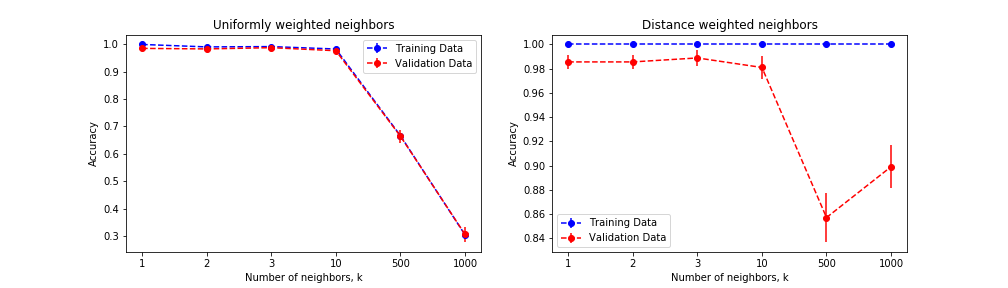 Uniformly weighted neighbors
1.0
0.9
0.8
0.7
0.6
0.5
0.4
0.3
Accuracy
Training Data
Validation Data
1 2 3 10 500 1000
Number of neighbors, k
Distance weighted neighbors
1.00
0.98
0.96
0.94
0.92
0.90
0.88
0.86
0.84
Accuracy
Training Data
Validation Data
1 2 3 10 500 1000
Number of neighbors, k